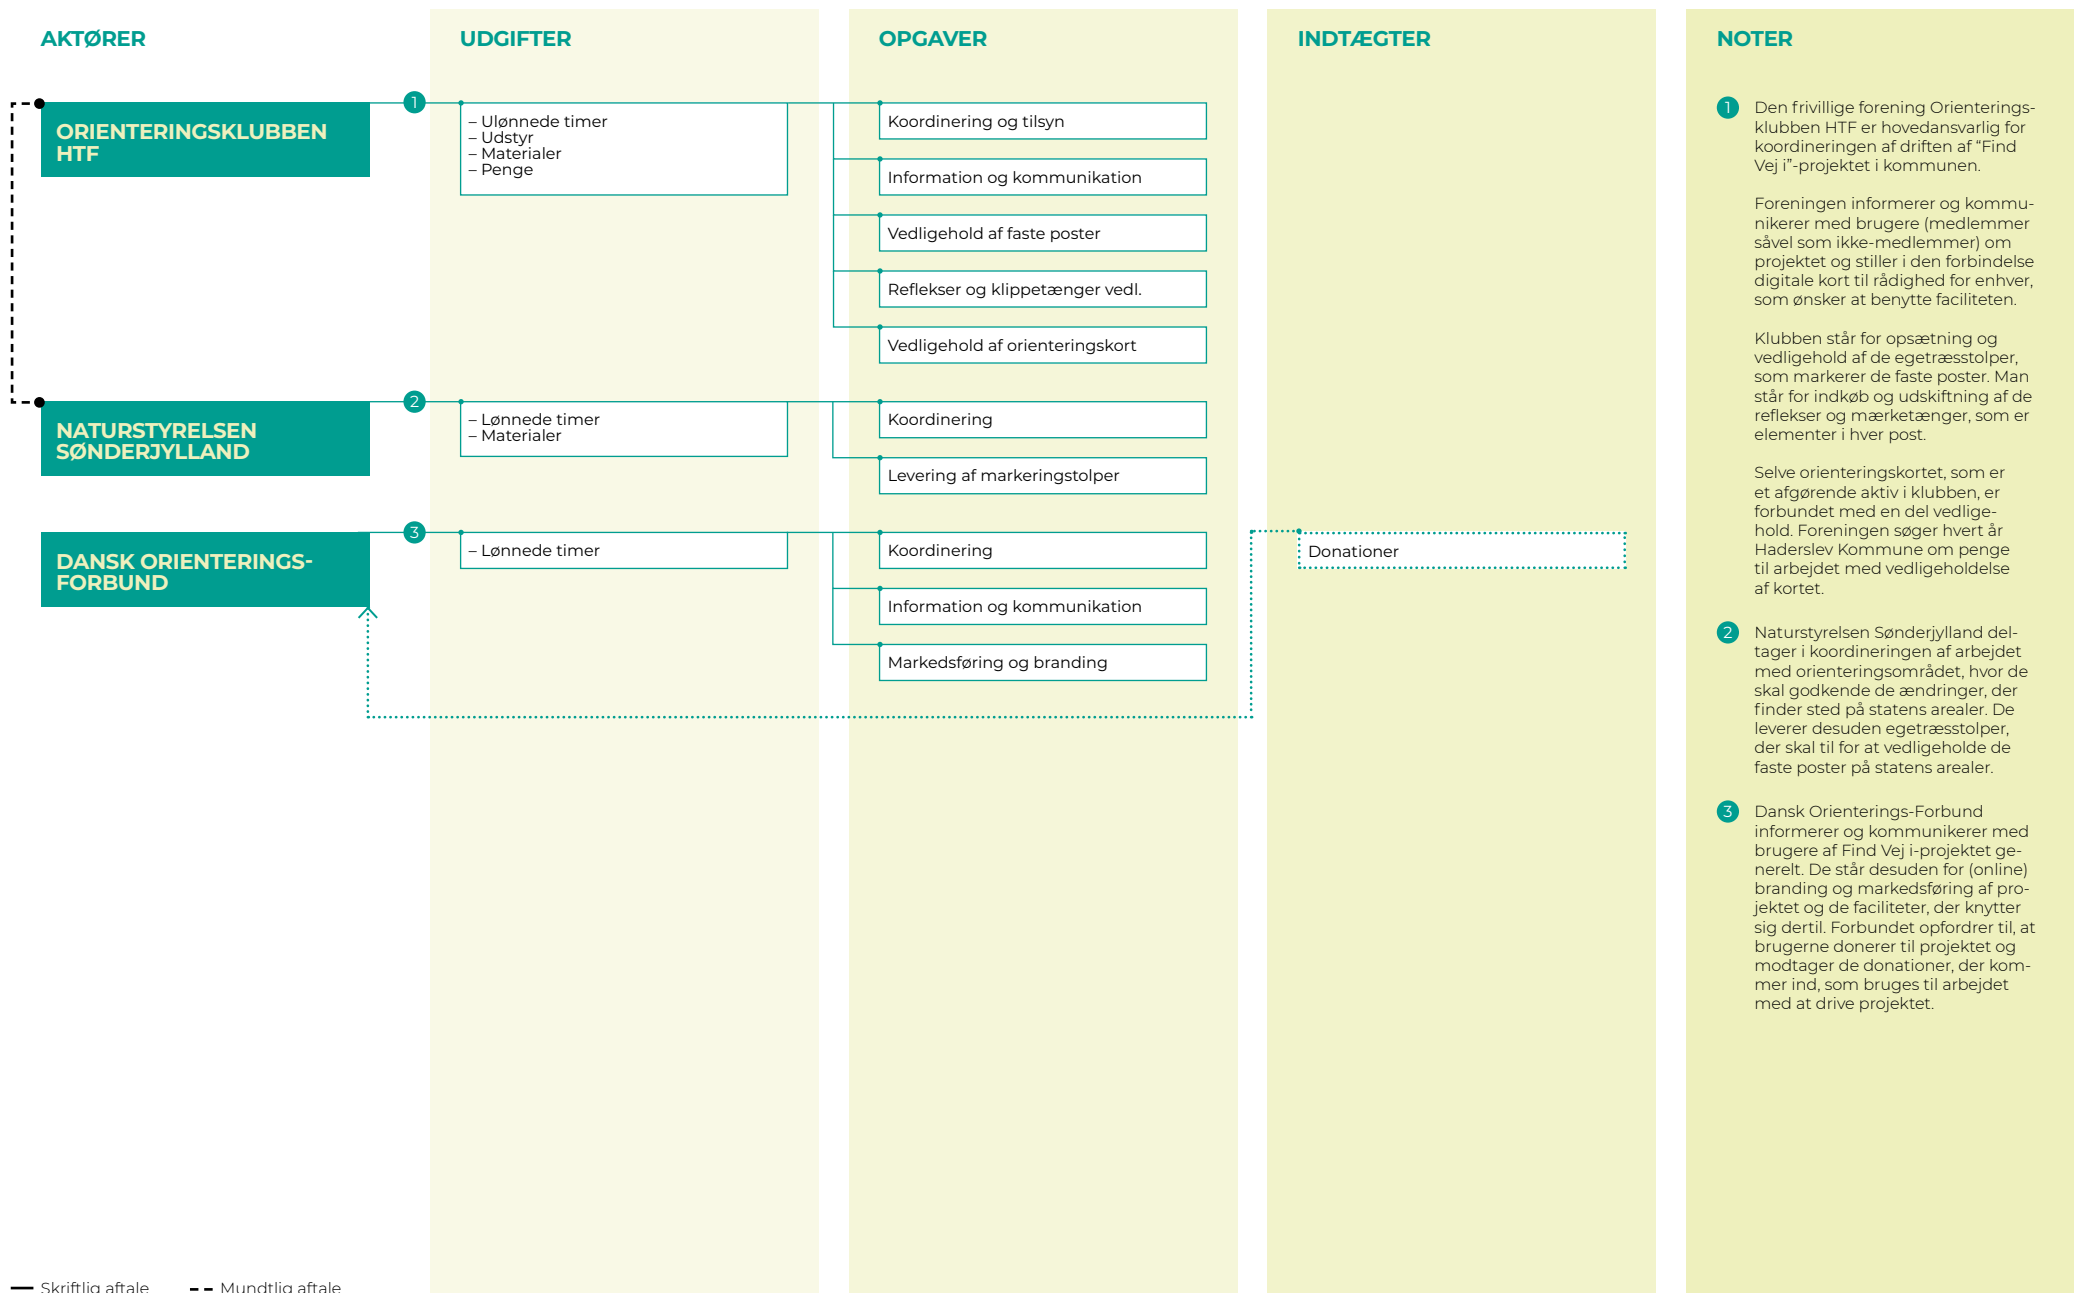 AKTØRER
UDGIFTER
OPGAVER
INDTÆGTER
NOTER
ORIENTERINGSKLUBBEN
HTF
1
– Ulønnede timer
– Udstyr
– Materialer
– Penge
Koordinering og tilsyn
Information og kommunikation
Vedligehold af faste poster
Reflekser og klippetænger vedl.
Vedligehold af orienteringskort
NATURSTYRELSEN
SØNDERJYLLAND
2
– Lønnede timer
– Materialer
Koordinering
Levering af markeringstolper
DANSK ORIENTERINGS-
FORBUND
3
– Lønnede timer
Koordinering
Information og kommunikation
Markedsføring og branding
Donationer
1 Den frivillige forening Orienterings-
klubben HTF er hovedansvarlig for
koordineringen af driften af “Find
Vej i”-projektet i kommunen.
Foreningen informerer og kommu-
nikerer med brugere (medlemmer
såvel som ikke-medlemmer) om
projektet og stiller i den forbindelse
digitale kort til rådighed for enhver,
som ønsker at benytte faciliteten.
Klubben står for opsætning og
vedligehold af de egetræsstolper,
som markerer de faste poster. Man
står for indkøb og udskiftning af de
reflekser og mærketænger, som er
elementer i hver post.
Selve orienteringskortet, som er
et afgørende aktiv i klubben, er
forbundet med en del vedlige-
hold. Foreningen søger hvert år
Haderslev Kommune om penge
til arbejdet med vedligeholdelse
af kortet.
2 Naturstyrelsen Sønderjylland del-
tager i koordineringen af arbejdet
med orienteringsområdet, hvor de
skal godkende de ændringer, der
finder sted på statens arealer. De
leverer desuden egetræsstolper,
der skal til for at vedligeholde de
faste poster på statens arealer.
3 Dansk Orienterings-Forbund
informerer og kommunikerer med
brugere af Find Vej i-projektet ge-
nerelt. De står desuden for (online)
branding og markedsføring af pro-
jektet og de faciliteter, der knytter
sig dertil. Forbundet opfordrer til, at
brugerne donerer til projektet og
modtager de donationer, der kom-
mer ind, som bruges til arbejdet
med at drive projektet.
Skriftlig aftale
Mundtlig aftale